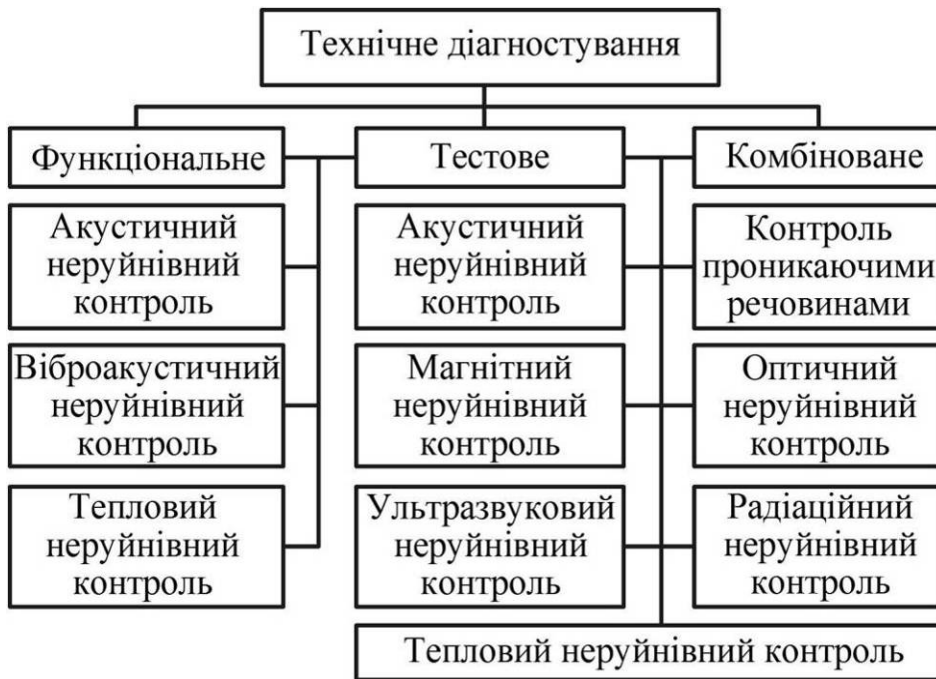 Технічне діагностування
Функціональне
Тестове
Комбіноване
Акустичний
неруйнівний
контроль
Акустичний
неруйнівний
контроль
Контроль
проникаючими
речовинами
Віброакустичний
неруйнівний
контроль
Магнітний
неруйнівний
контроль
Оптичний
неруйнівний
контроль
Тепловий
неруйнівний
контроль
Ультразвуковий
неруйнівний
контроль
Радіаційний
неруйнівний
контроль
Тепловий неруйнівний контроль